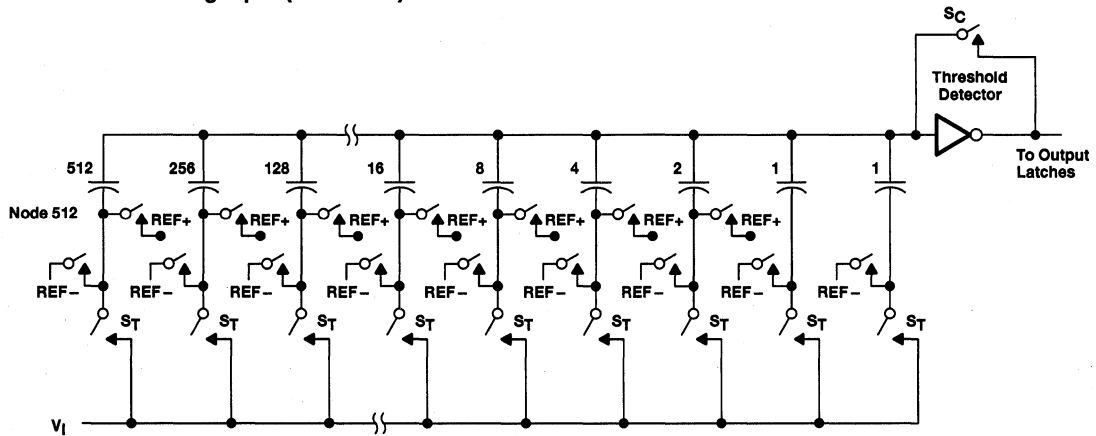 SC
Threshold
Detector
To Output
Latches
512 256 128 16 8 4 2 1 1
Node 512 REF+ REF+ REF+ REF+ REF+ REF+ REF+
REF– REF– REF– REF– REF– REF– REF– REF– REF–
ST ST ST ST ST ST ST ST ST
VI